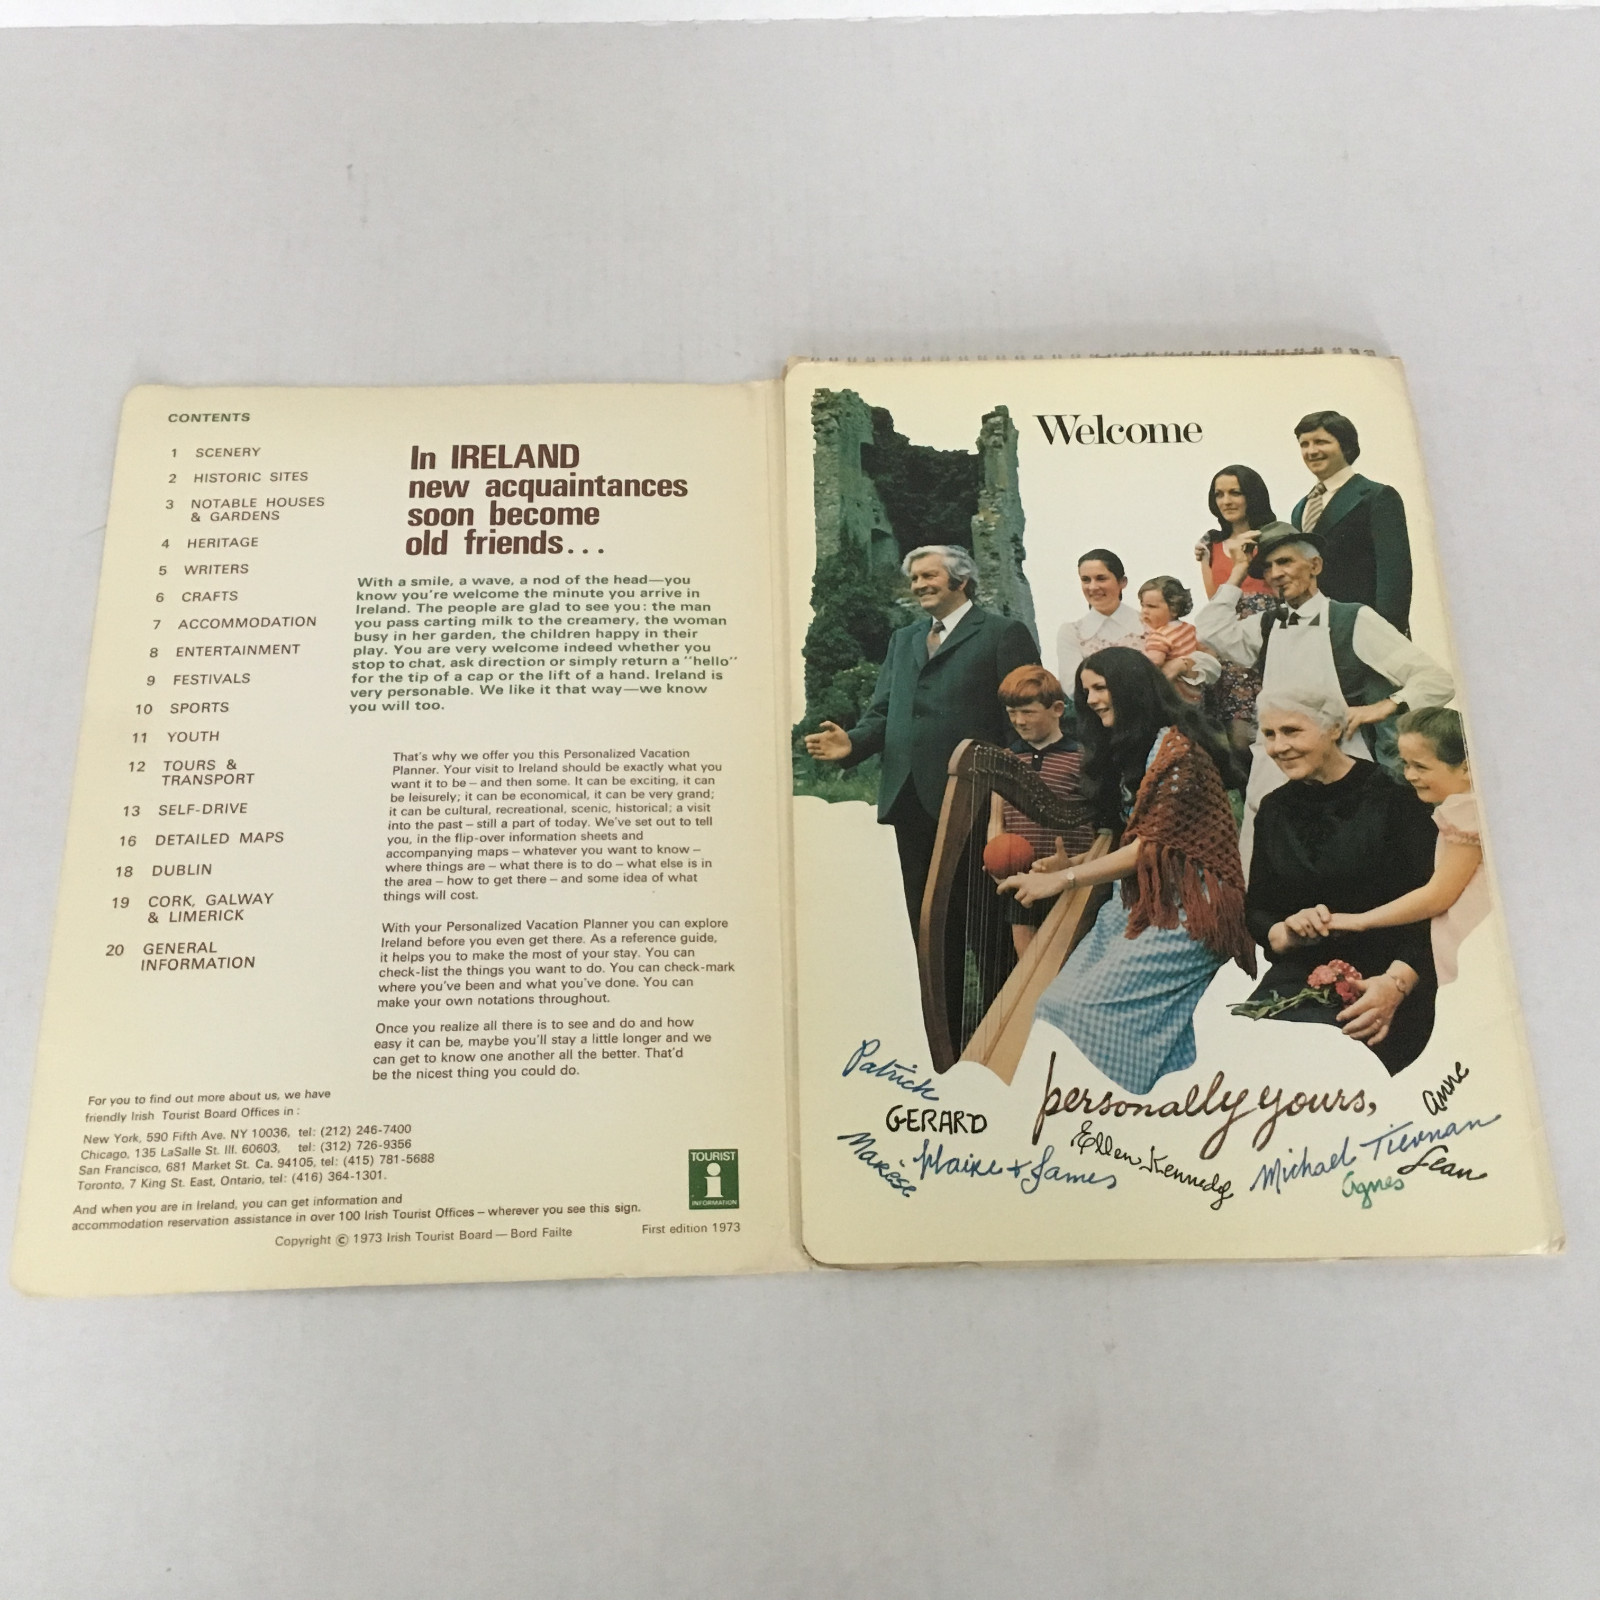 CONTENTS
1 SCENERY
2 HISTORIC SITES
3 NOTABLE HOUSES
& GARDENS
4 HERITAGE
5 WRITERS
6 CRAFTS
7 ACCOMMODATION
8 ENTERTAINMENT
9 FESTIVALS
10 SPORTS
11 YOUTH
12 TOURS &
TRANSPORT
13 SELF-DRIVE
16 DETAILED MAPS
18 DUBLIN
19 CORK, GALWAY
& LIMERICK
20 GENERAL
INFORMATION
In IRELAND
new acquaintances
soon become
old friends...
With a smile, a wave, a nod of the head—you
know you're welcome the minute you arrive in
Ireland. The people are glad to see you: the man
you pass carting milk to the creamery, the woman
busy in her garden, the children happy in their
play. You are very welcome indeed whether you
stop to chat, ask direction or simply return a "hello"
for the tip of a cap or the lift of a hand. Ireland is
very personable. We like it that way—we know
you will too.
That's why we offer you this Personalized Vacation
Planner. Your visit to Ireland should be exactly what you
want it to be – and then some. It can be exciting, it can
be leisurely; it can be economical, it can be very grand;
it can be cultural, recreational, scenic, historical; a visit
into the past – still a part of today. We've set out to tell
you, in the flip-over information sheets and
accompanying maps – whatever you want to know –
where things are – what there is to do – what else is in
the area – how to get there – and some idea of what
things will cost.
With your Personalized Vacation Planner you can explore
Ireland before you even get there. As a reference guide,
it helps you to make the most of your stay. You can
check-list the things you want to do. You can check-mark
where you've been and what you've done. You can
make your own notations throughout.
Once you realize all there is to see and do and how
easy it can be, maybe you'll stay a little longer and we
can get to know one another all the better. That'd
be the nicest thing you could do.
For you to find out more about us, we have
friendly Irish Tourist Board Offices in :
New York, 590 Fifth Ave. NY 10036, tel: (212) 246-7400
Chicago, 135 LaSalle St. Ill. 60603, tel: (312) 726-9356
San Francisco, 681 Market St. Ca. 94105, tel: (415) 781-5688
Toronto, 7 King St. East, Ontario, tel: (416) 364-1301.
And when you are in Ireland, you can get information and
accommodation reservation assistance in over 100 Irish Tourist Offices – wherever you see this sign.
Copyright © 1973 Irish Tourist Board — Bord Failte
First edition 1973
TOURIST
i
INFORMATION
Welcome
personally yours,
Patrick
GERARD
Marése
Maire + James
Ellen Kennedy
Michael Tiernan
Anne
Agnes
Sean